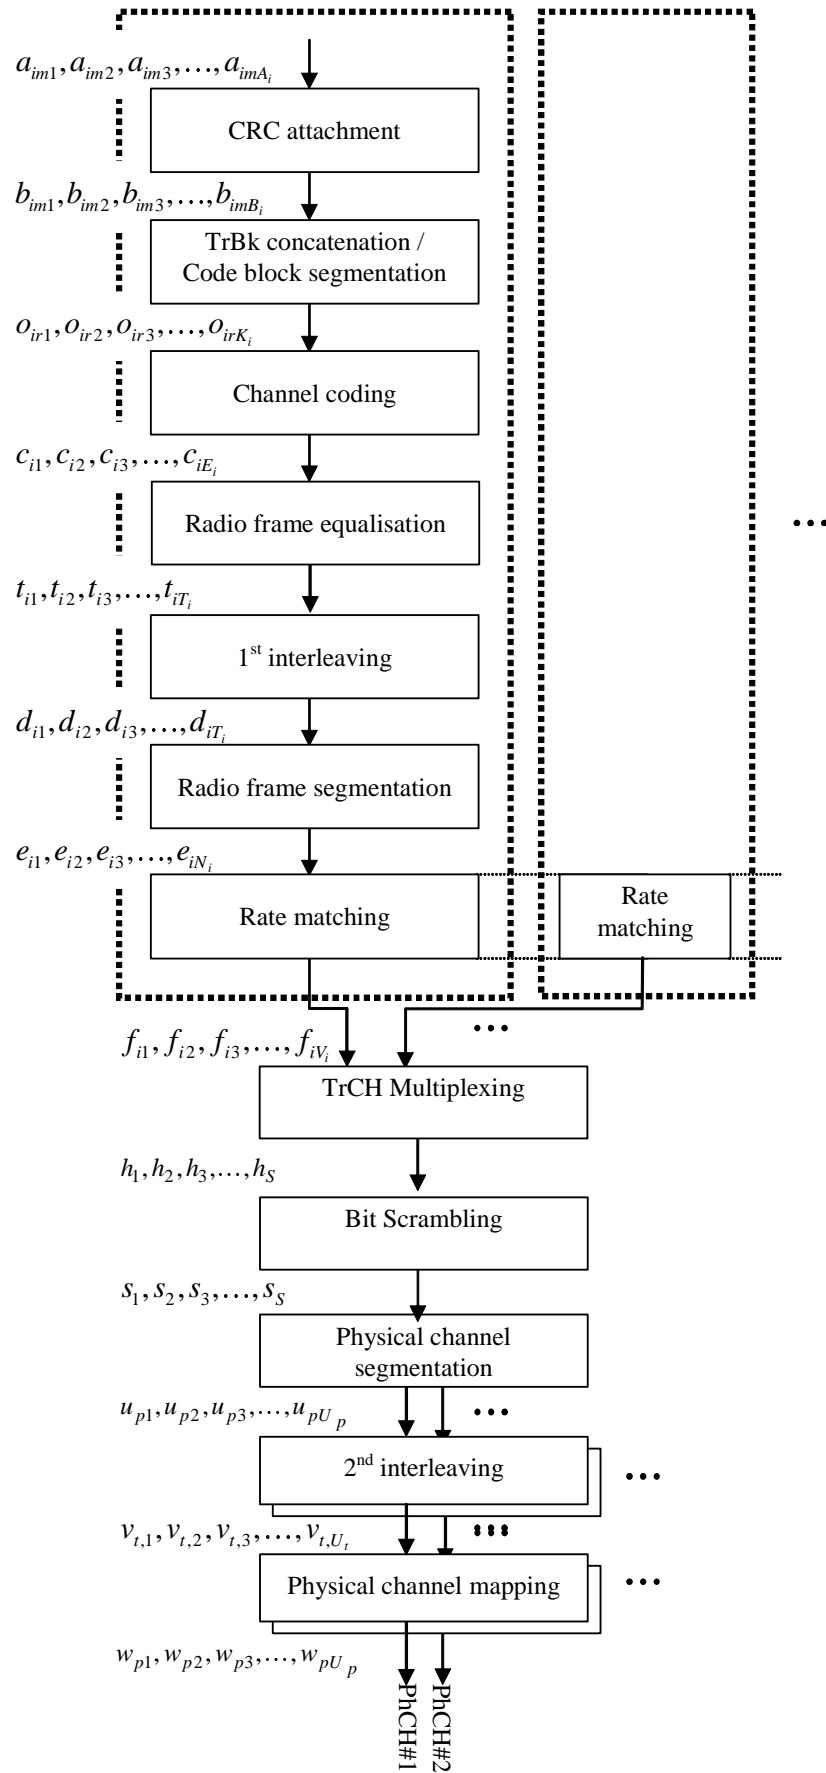 a_{im1}, a_{im2}, a_{im3}, …, a_{imA_i}
CRC attachment
b_{im1}, b_{im2}, b_{im3}, …, b_{imB_i}
TrBk concatenation /
Code block segmentation
o_{ir1}, o_{ir2}, o_{ir3}, …, o_{irK_i}
Channel coding
c_{i1}, c_{i2}, c_{i3}, …, c_{iE_i}
Radio frame equalisation
…
t_{i1}, t_{i2}, t_{i3}, …, t_{iT_i}
1st interleaving
d_{i1}, d_{i2}, d_{i3}, …, d_{iT_i}
Radio frame segmentation
e_{i1}, e_{i2}, e_{i3}, …, e_{iN_i}
Rate matching
Rate
matching
…
f_{i1}, f_{i2}, f_{i3}, …, f_{iV_i}
TrCH Multiplexing
h_1, h_2, h_3, …, h_S
Bit Scrambling
s_1, s_2, s_3, …, s_S
Physical channel
segmentation
u_{p1}, u_{p2}, u_{p3}, …, u_{pU_p}
…
2nd interleaving
…
v_{t,1}, v_{t,2}, v_{t,3}, …, v_{t,U_t}
…
Physical channel mapping
…
w_{p1}, w_{p2}, w_{p3}, …, w_{pU_p}
PhCH#1
PhCH#2